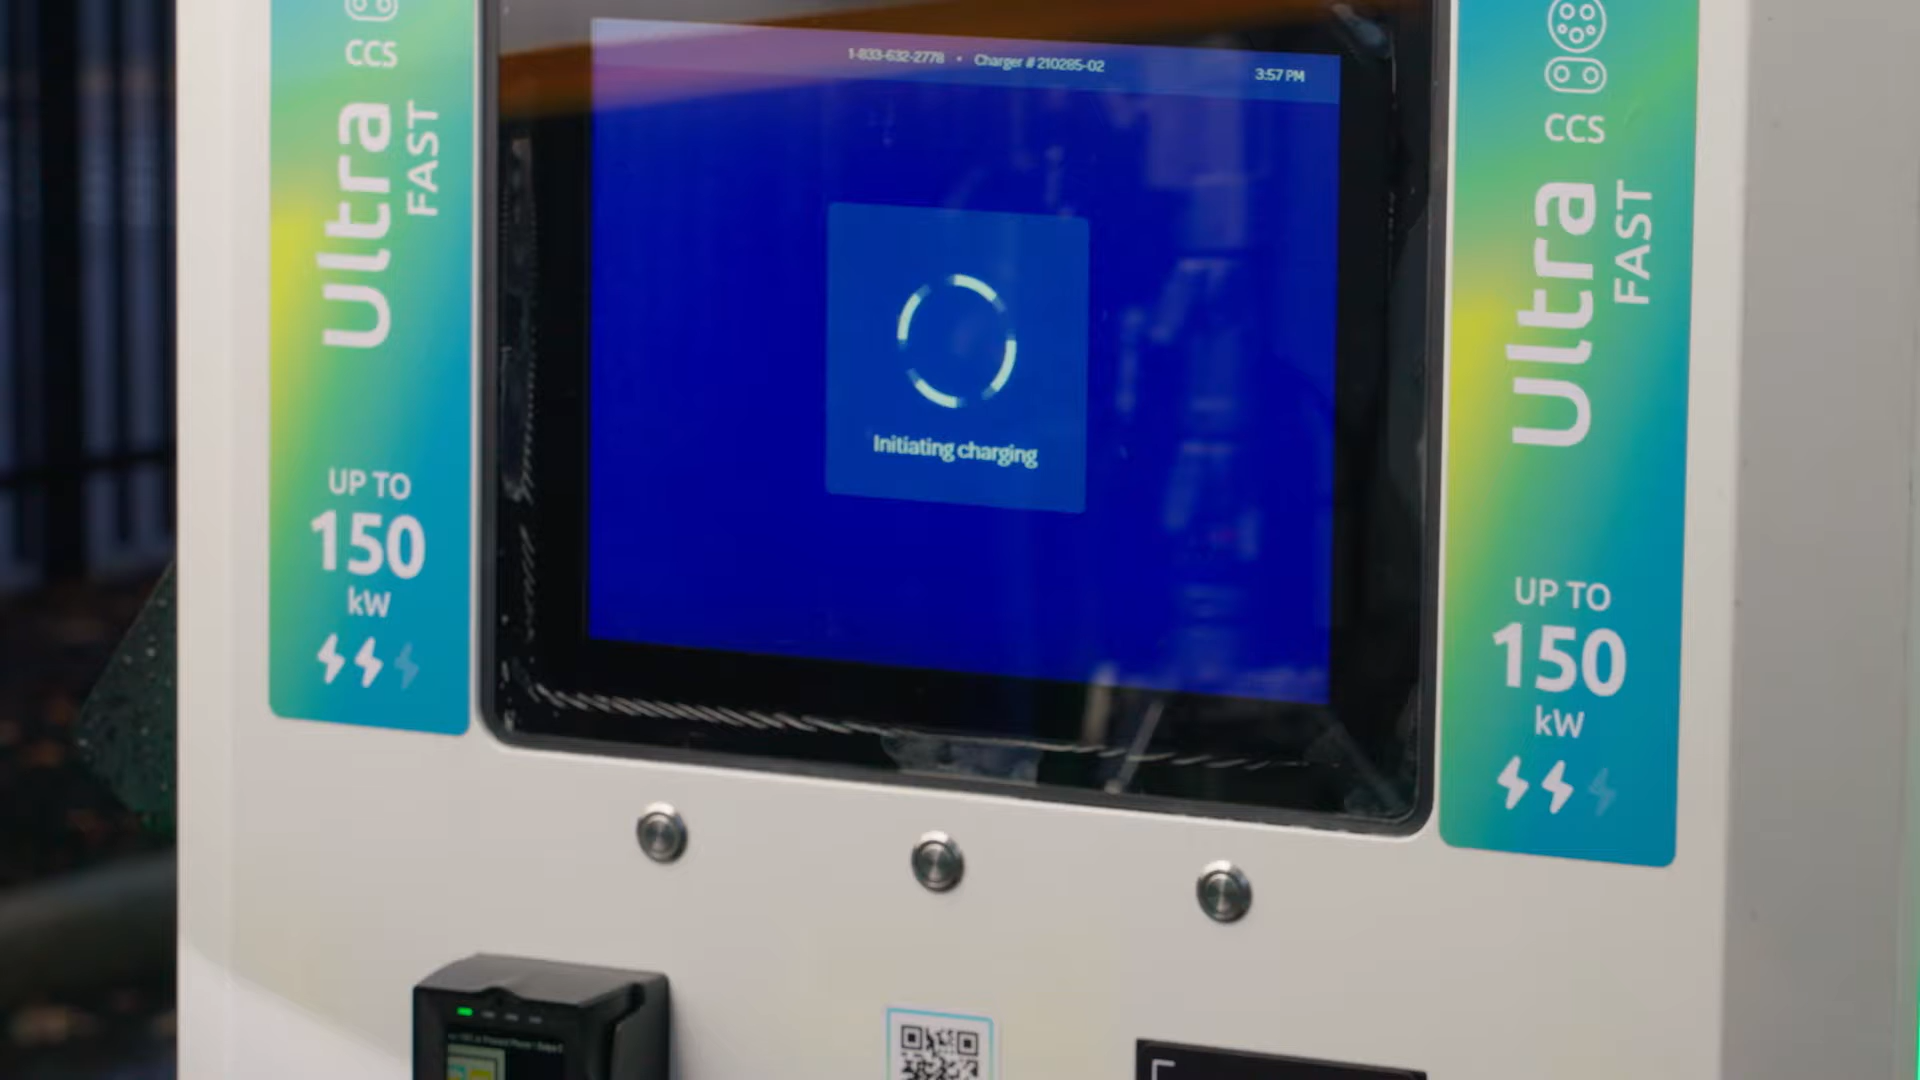 CCS
Ultra
FAST
UP TO
150
kW
1-833-632-2778 • Charger # 210285-02
3:57 PM
Initiating charging
CCS
Ultra
FAST
UP TO
150
kW